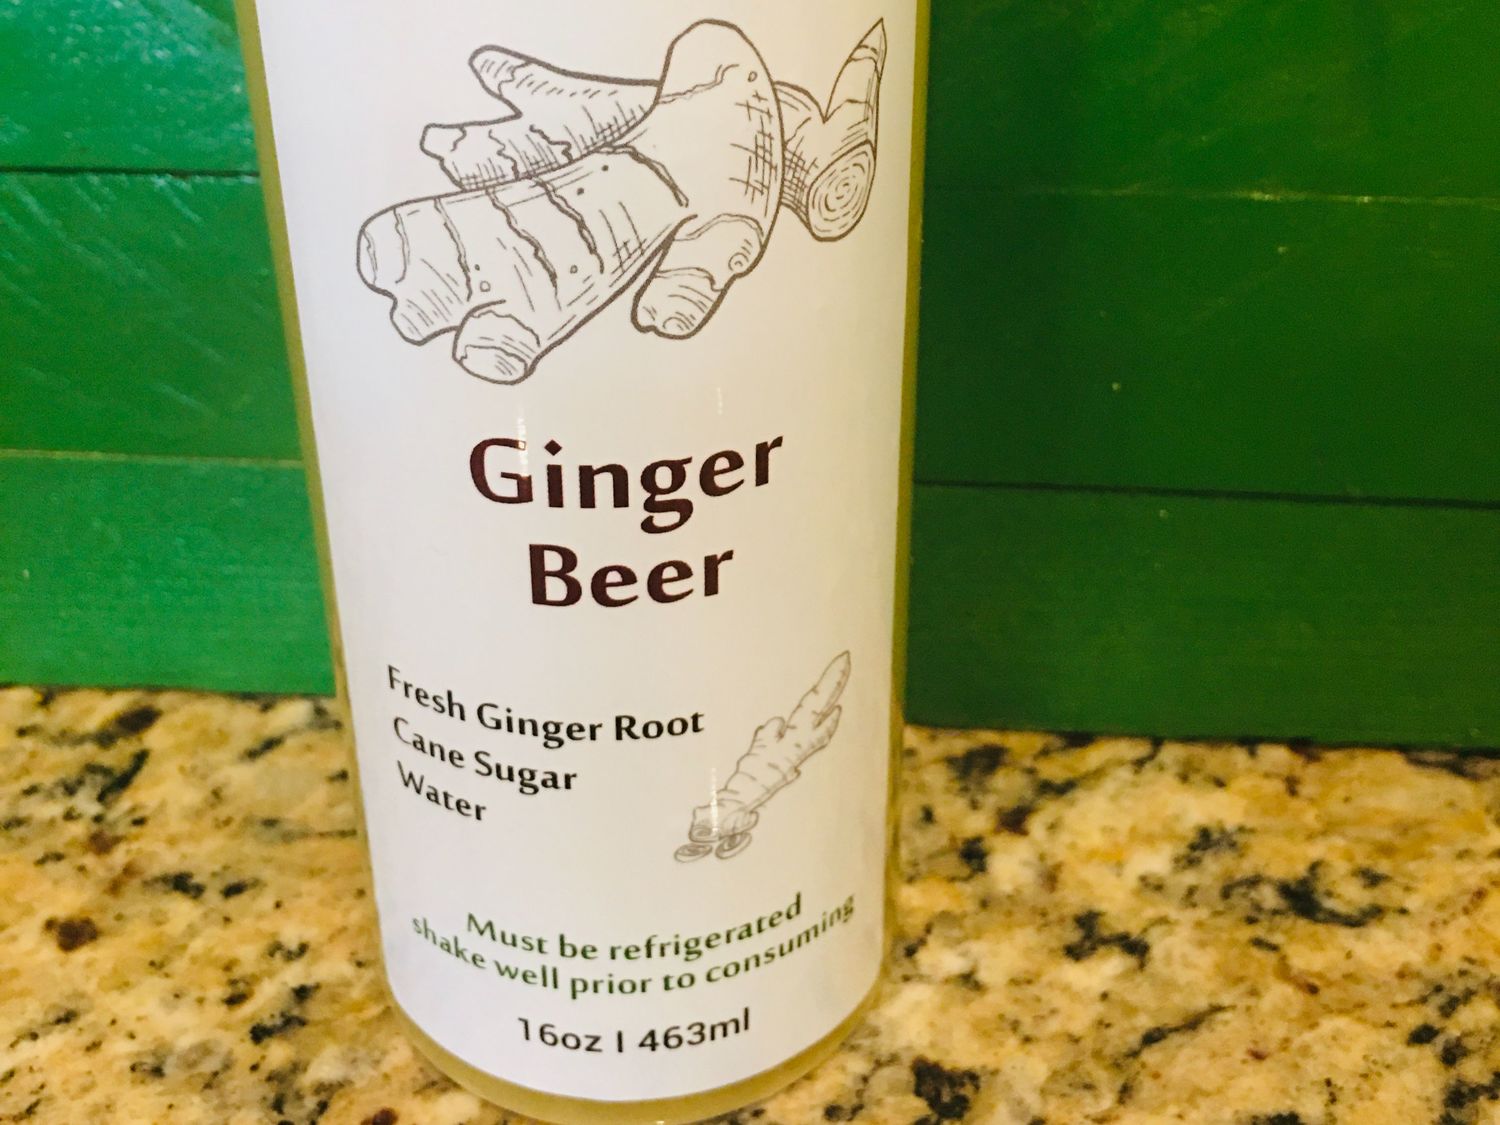 Ginger
Beer
Fresh Ginger Root
Cane Sugar
Water
Must be refrigerated
shake well prior to consuming
16oz | 463ml